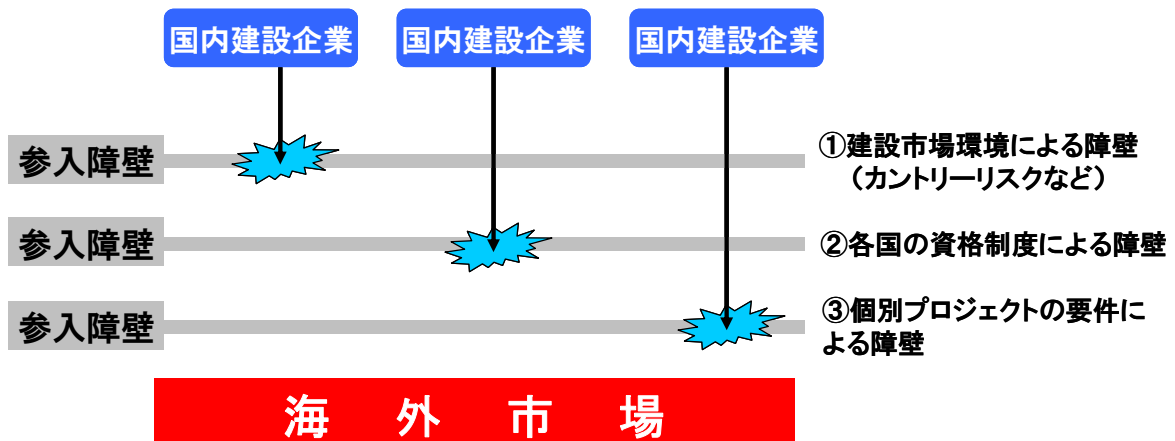 国内建設企業
国内建設企業
国内建設企業
参入障壁
①建設市場環境による障壁
（カントリーリスクなど）
参入障壁
②各国の資格制度による障壁
参入障壁
③個別プロジェクトの要件に
よる障壁
海外市場